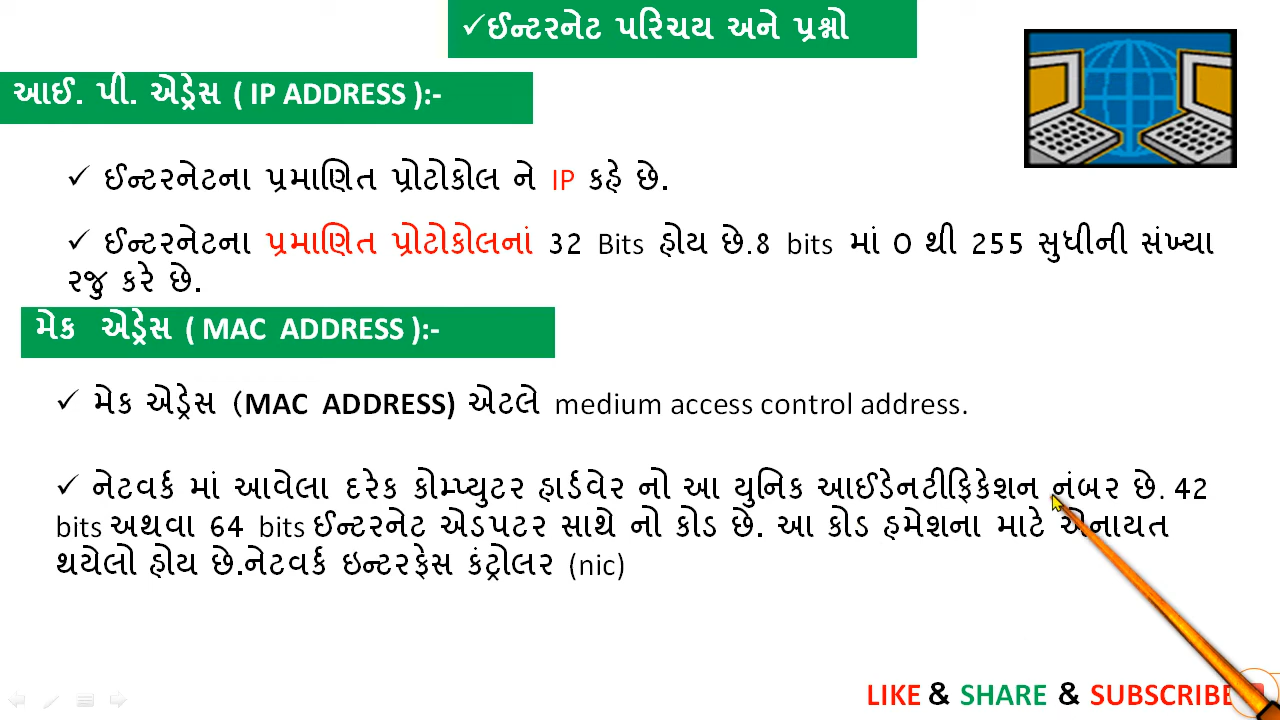 ✓ઈન્ટરનેટ પરિચય અને પ્રશ્નો
આઈ. પી. એડ્રેસ ( IP ADDRESS ):-
✓ ઈન્ટરનેટના પ્રમાણિત પ્રોટોકોલ ને IP કહે છે.
✓ ઈન્ટરનેટના પ્રમાણિત પ્રોટોકોલનાં 32 Bits હોય છે.8 bits માં 0 થી 255 સુધીની સંખ્યા
રજુ કરે છે.
મેક એડ્રેસ ( MAC ADDRESS ):-
✓ મેક એડ્રેસ (MAC ADDRESS) એટલે medium access control address.
✓ નેટવર્ક માં આવેલા દરેક કોમ્પ્યુટર હાર્ડવેર નો આ યુનિક આઈડેનટીફિકેશન નંબર છે. 42
bits અથવા 64 bits ઈન્ટરનેટ એડપટર સાથે નો કોડ છે. આ કોડ હમેશના માટે એનાયત
થયેલો હોય છે.નેટવર્ક ઇન્ટરફેસ કંટ્રોલર (nic)
LIKE & SHARE & SUBSCRIBE